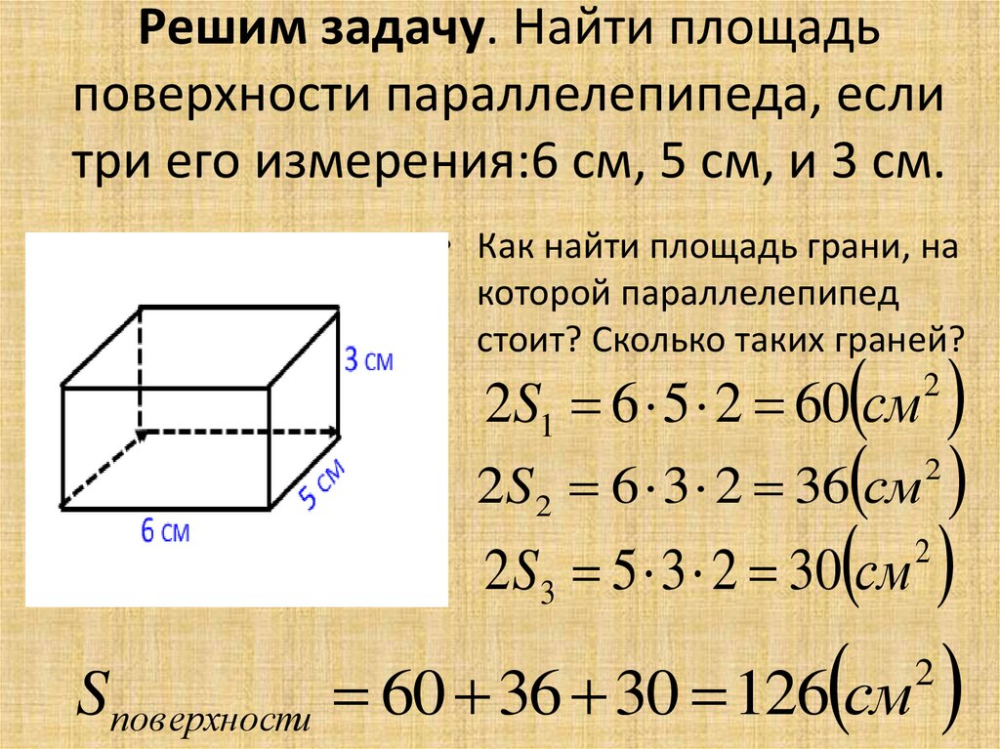 Решим задачу. Найти площадь
поверхности параллелепипеда, если
три его измерения:6 см, 5 см, и 3 см.
• Как найти площадь грани, на
которой параллелепипед
стоит? Сколько таких граней?
3 см
5 см
6 см
2S₁ = 6·5·2 = 60(см²)
2S₂ = 6·3·2 = 36(см²)
2S₃ = 5·3·2 = 30(см²)
Sповерхности = 60+36+30=126(см²)